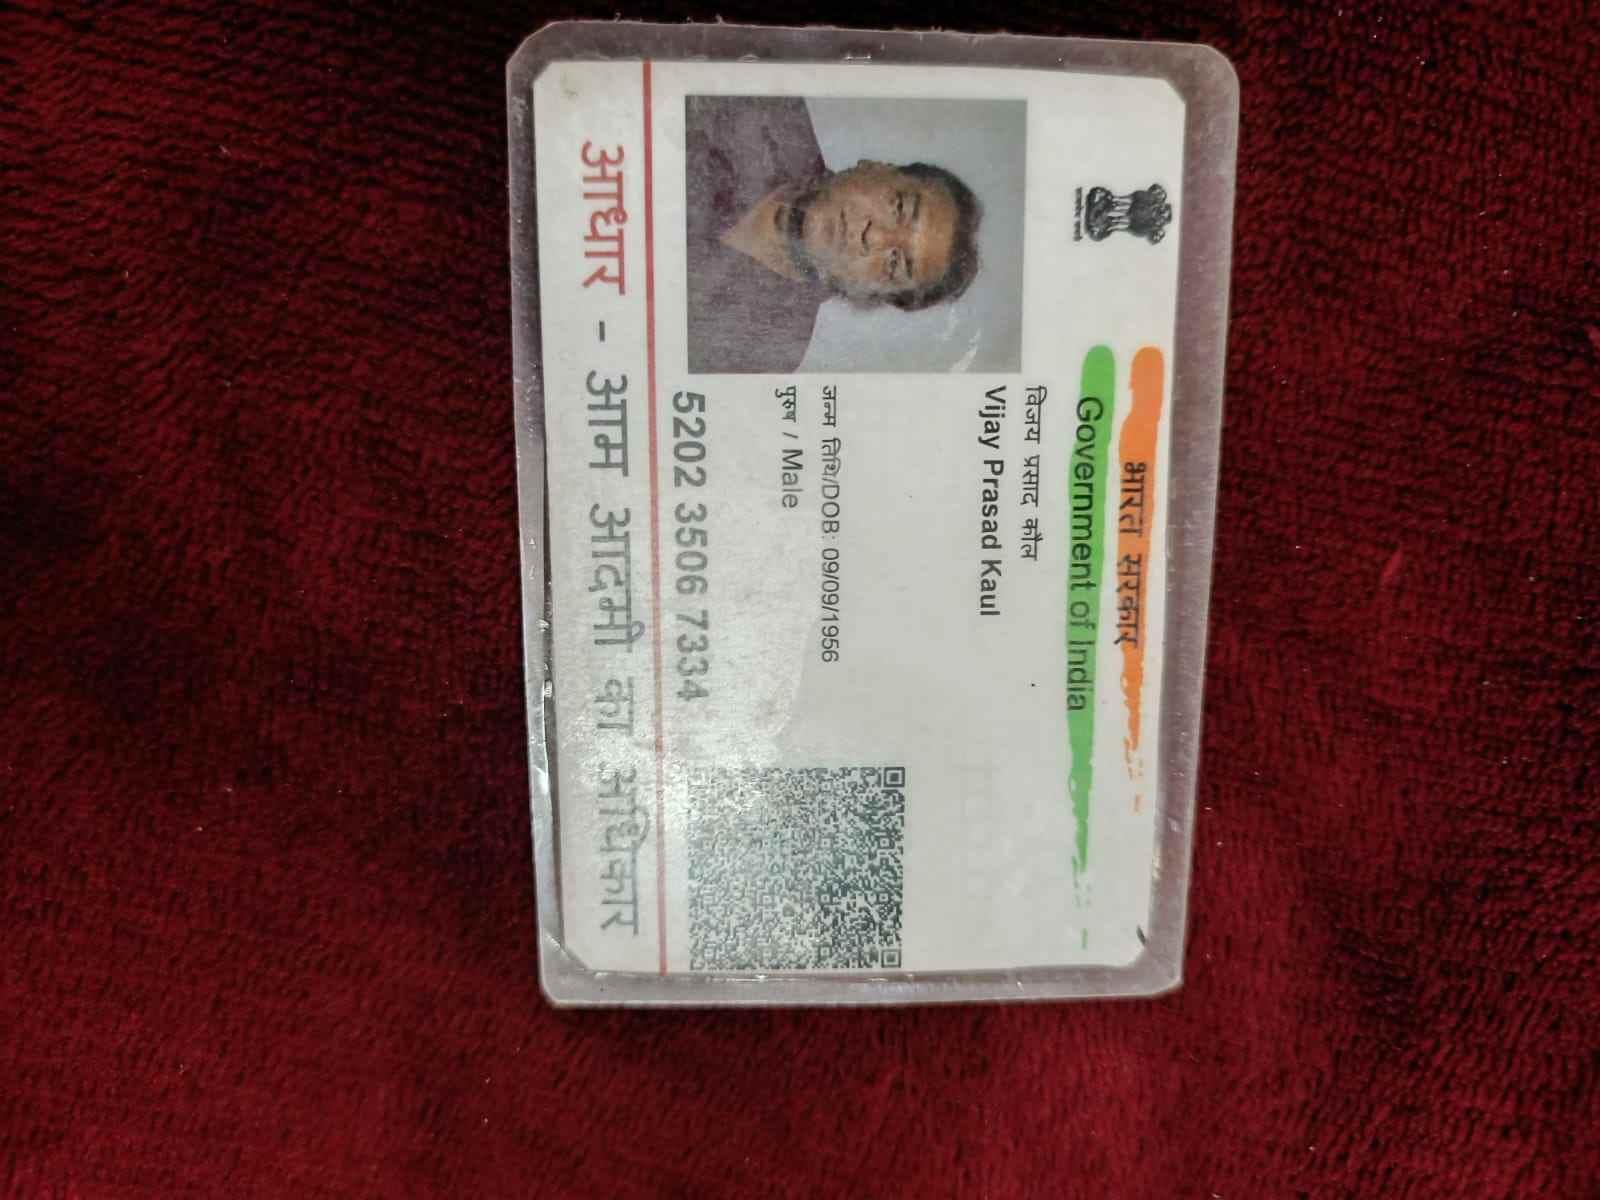 भारत सरकार
Government of India
विजय प्रसाद कौल
Vijay Prasad Kaul
जन्म तिथि/DOB: 09/09/1956
पुरुष / Male
5202 3506 7334
आधार - आम आदमी का अधिकार